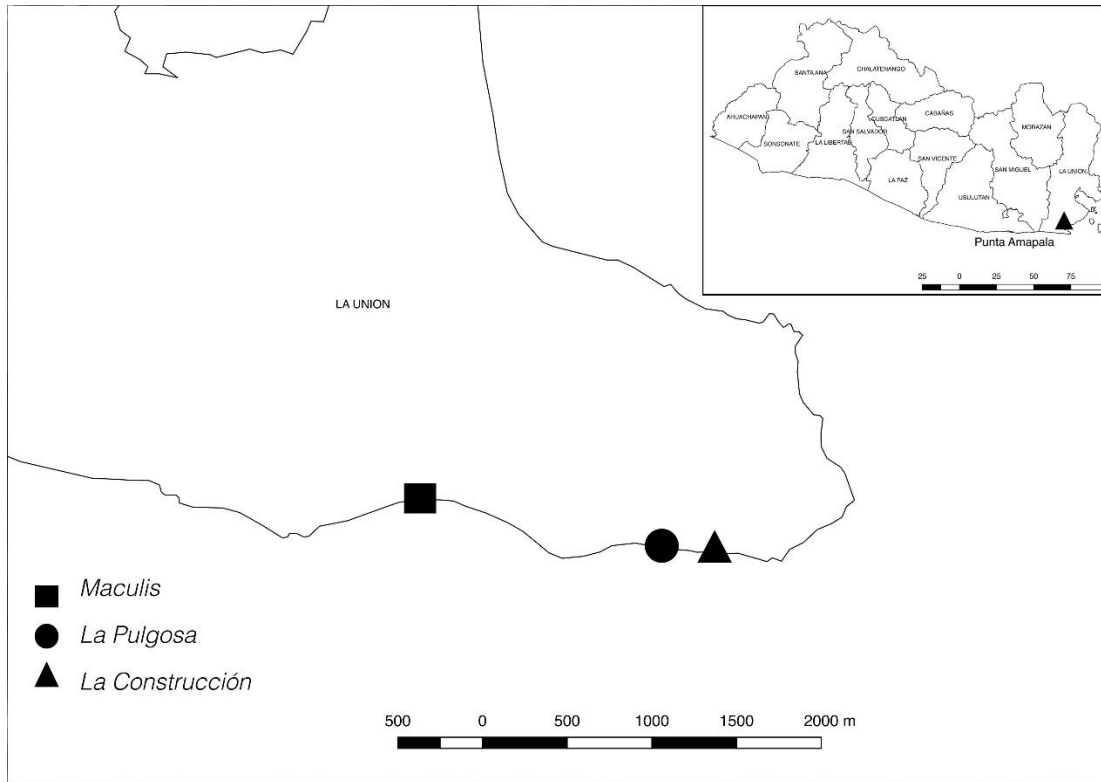 SANTA ANA
CHALATENANGO
AHUACHAPAN
CUSCATLAN
CABAÑAS
MORAZAN
SONSONATE
LA LIBERTAD
SAN SALVADOR
SAN VICENTE
SAN MIGUEL
LA UNION
LA PAZ
USULUTAN
Punta Amapala
25 0 25 50 75
LA UNION
Maculis
La Pulgosa
La Construcción
500 0 500 1000 1500 2000 m